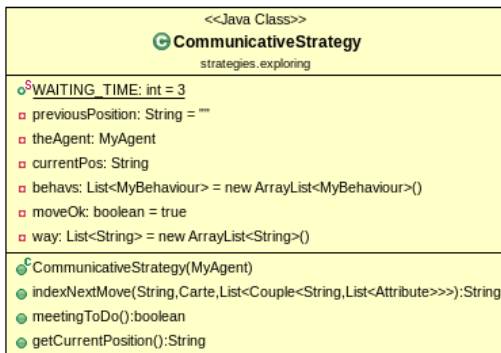 <<Java Class>>
C CommunicativeStrategy
strategies.exploring
S WAITING_TIME: int = 3
previousPosition: String = ""
theAgent: MyAgent
currentPos: String
behavs: List<MyBehaviour> = new ArrayList<MyBehaviour>()
moveOk: boolean = true
way: List<String> = new ArrayList<String>()
C CommunicativeStrategy(MyAgent)
indexNextMove(String,Carte,List<Couple<String,List<Attribute>>>):String
meetingToDo():boolean
getCurrentPosition():String